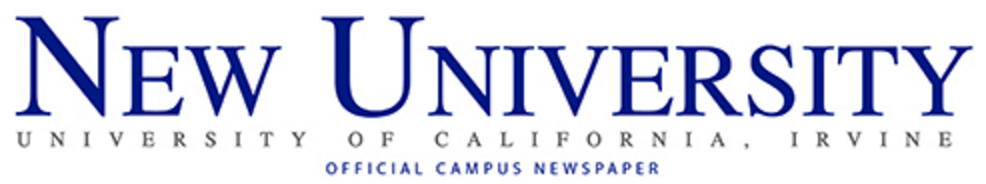 NEW UNIVERSITY
UNIVERSITY OF CALIFORNIA, IRVINE
OFFICIAL CAMPUS NEWSPAPER